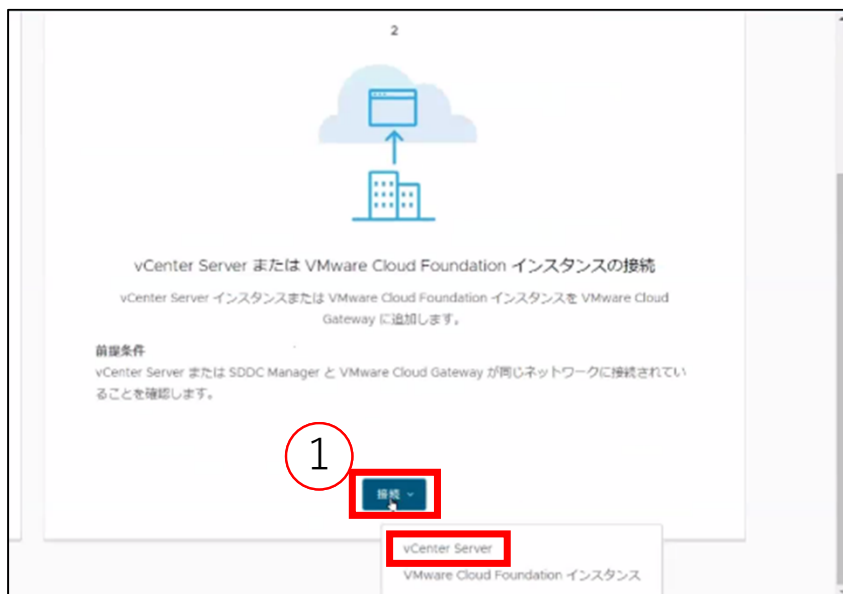 2
vCenter Server または VMware Cloud Foundation インスタンスの接続
vCenter Server インスタンスまたは VMware Cloud Foundation インスタンスを VMware Cloud
Gateway に追加します。
前提条件
vCenter Server または SDDC Manager と VMware Cloud Gateway が同じネットワークに接続されてい
ることを確認します。
1
接続
vCenter Server
VMware Cloud Foundation インスタンス